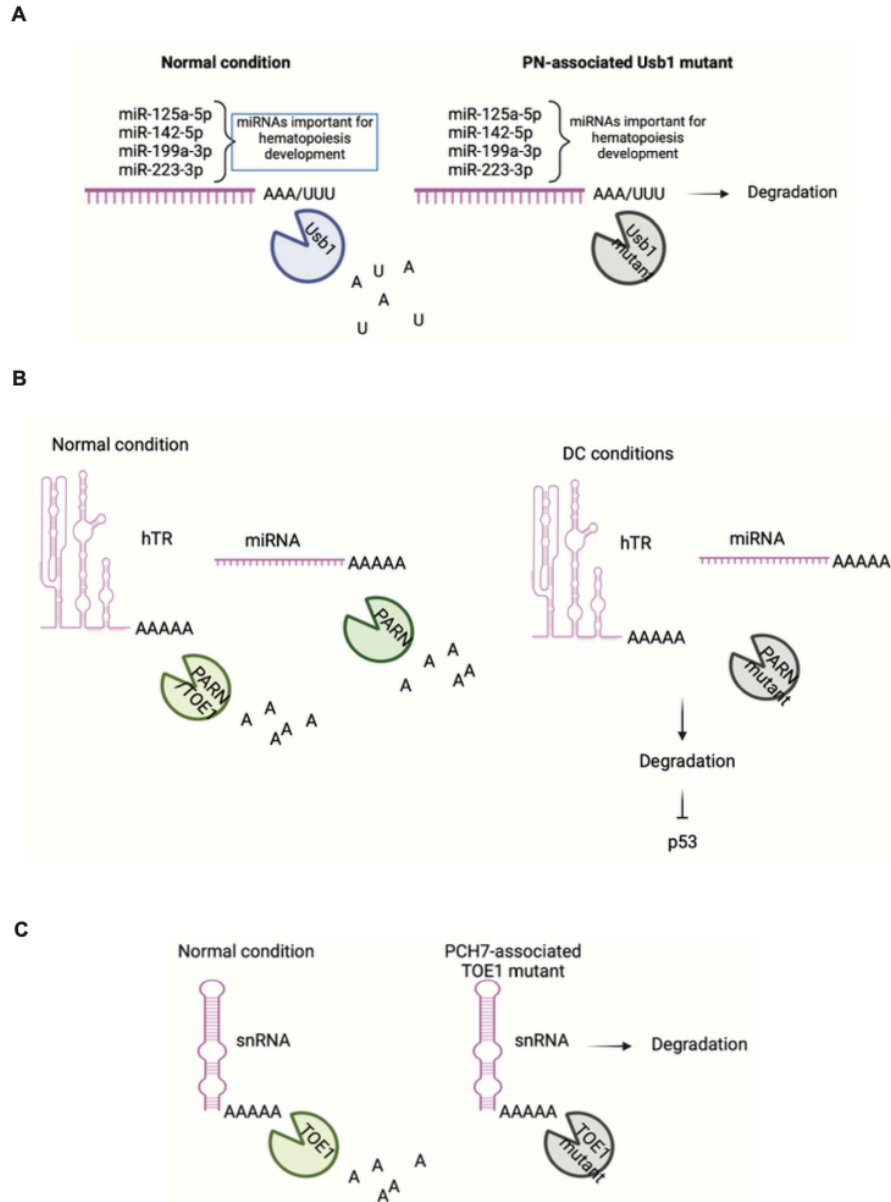 A
Normal condition
PN-associated Usb1 mutant
miR-125a-5p
miR-142-5p
miR-199a-3p
miR-223-3p
miRNAs important for
hematopoiesis
development
AAA/UUU
Usb1
A
U
A
A
U
U
miR-125a-5p
miR-142-5p
miR-199a-3p
miR-223-3p
miRNAs important for
hematopoiesis
development
AAA/UUU
Degradation
Usb1
mutant
B
Normal condition
hTR
miRNA
AAAAA
AAAAA
PARN
/TOE1
PARN
A
A
A
A
A
A
A
A
A
A
DC conditions
hTR
miRNA
AAAAA
AAAAA
PARN
mutant
Degradation
p53
C
Normal condition
snRNA
AAAAA
TOE1
A
A
A
A
A
PCH7-associated
TOE1 mutant
snRNA
Degradation
AAAAA
TOE1
mutant